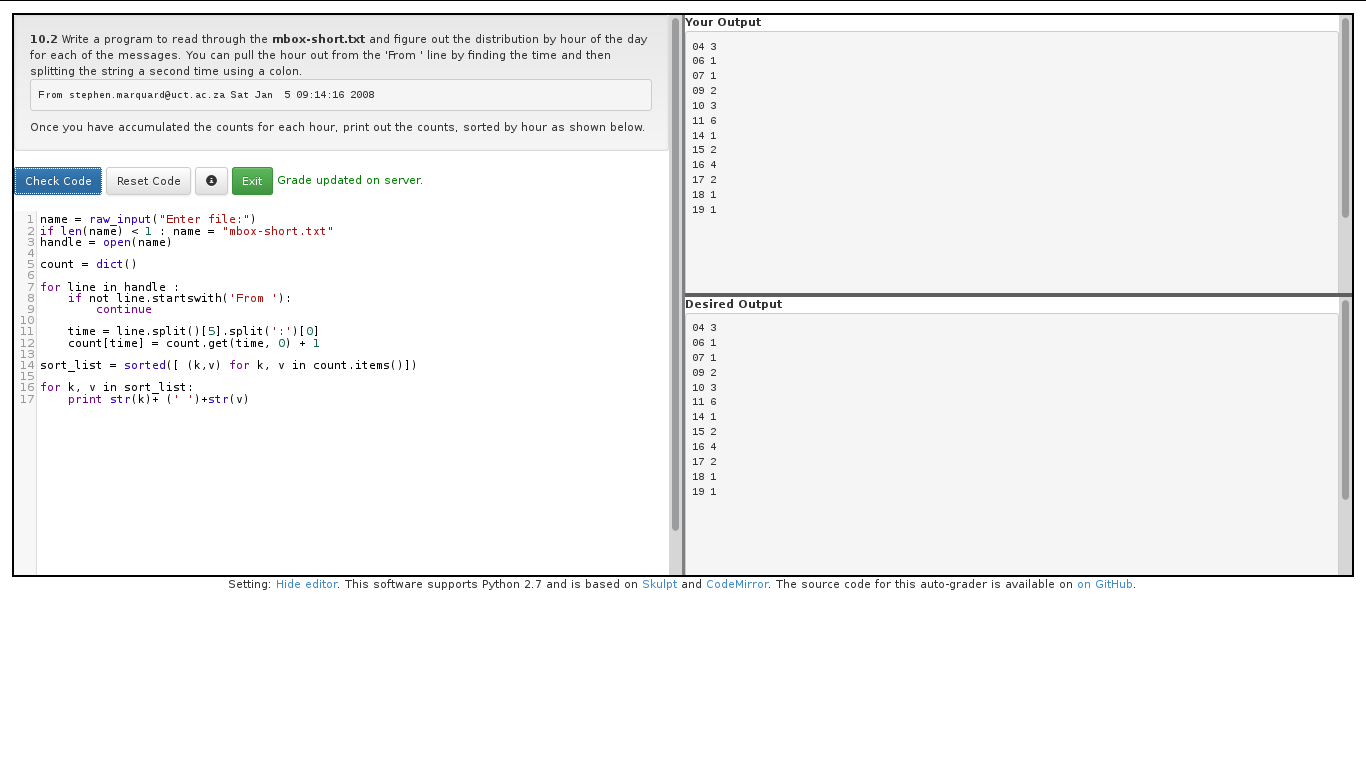 10.2 Write a program to read through the mbox-short.txt and figure out the distribution by hour of the day
for each of the messages. You can pull the hour out from the 'From ' line by finding the time and then
splitting the string a second time using a colon.
From stephen.marquard@uct.ac.za Sat Jan  5 09:14:16 2008
Once you have accumulated the counts for each hour, print out the counts, sorted by hour as shown below.
Check Code Reset Code Exit Grade updated on server.
1 name = raw_input("Enter file:")
2 if len(name) < 1 : name = "mbox-short.txt"
3 handle = open(name)
4
5 count = dict()
6
7 for line in handle :
8     if not line.startswith('From '):
9         continue
10
11     time = line.split()[5].split(':')[0]
12     count[time] = count.get(time, 0) + 1
13
14 sort_list = sorted([ (k,v) for k, v in count.items()])
15
16 for k, v in sort_list:
17     print str(k)+ (' ')+str(v)
Your Output
04 3
06 1
07 1
09 2
10 3
11 6
14 1
15 2
16 4
17 2
18 1
19 1
Desired Output
04 3
06 1
07 1
09 2
10 3
11 6
14 1
15 2
16 4
17 2
18 1
19 1
Setting: Hide editor. This software supports Python 2.7 and is based on Skulpt and CodeMirror. The source code for this auto-grader is available on on GitHub.